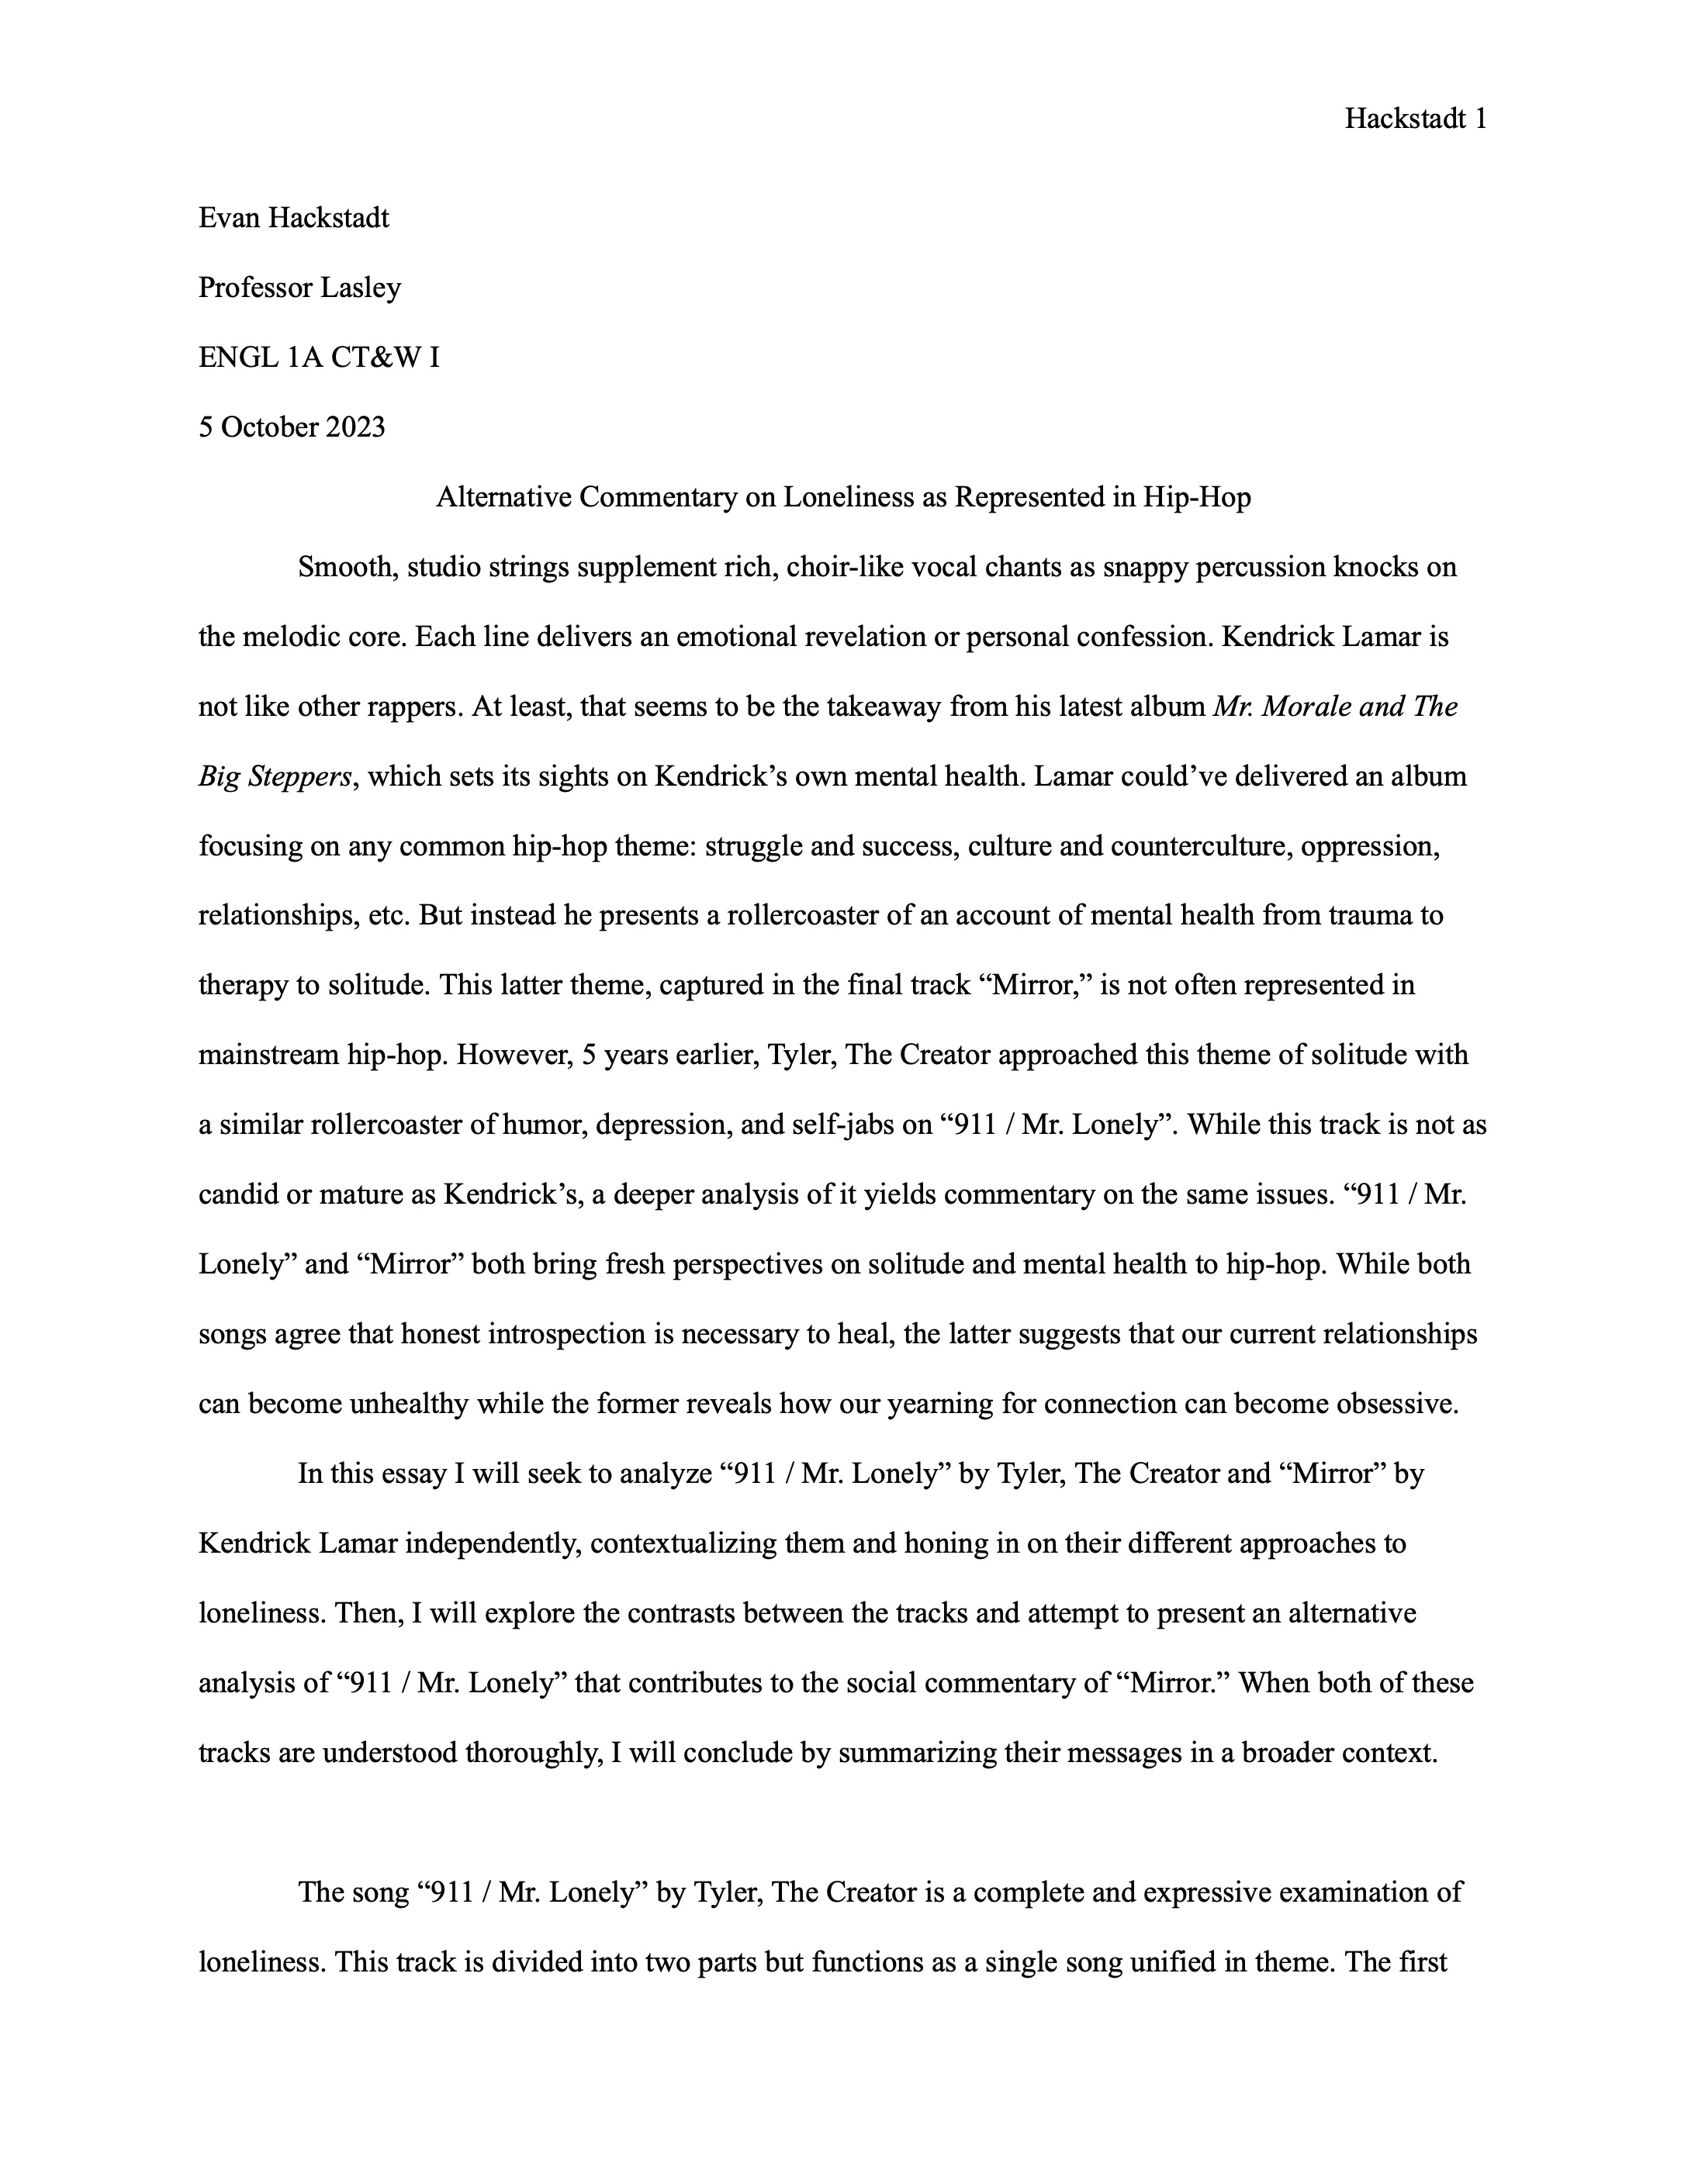 Hackstadt 1
Evan Hackstadt
Professor Lasley
ENGL 1A CT&W I
5 October 2023
Alternative Commentary on Loneliness as Represented in Hip-Hop
Smooth, studio strings supplement rich, choir-like vocal chants as snappy percussion knocks on
the melodic core. Each line delivers an emotional revelation or personal confession. Kendrick Lamar is
not like other rappers. At least, that seems to be the takeaway from his latest album Mr. Morale and The
Big Steppers, which sets its sights on Kendrick’s own mental health. Lamar could’ve delivered an album
focusing on any common hip-hop theme: struggle and success, culture and counterculture, oppression,
relationships, etc. But instead he presents a rollercoaster of an account of mental health from trauma to
therapy to solitude. This latter theme, captured in the final track “Mirror,” is not often represented in
mainstream hip-hop. However, 5 years earlier, Tyler, The Creator approached this theme of solitude with
a similar rollercoaster of humor, depression, and self-jabs on “911 / Mr. Lonely”. While this track is not as
candid or mature as Kendrick’s, a deeper analysis of it yields commentary on the same issues. “911 / Mr.
Lonely” and “Mirror” both bring fresh perspectives on solitude and mental health to hip-hop. While both
songs agree that honest introspection is necessary to heal, the latter suggests that our current relationships
can become unhealthy while the former reveals how our yearning for connection can become obsessive.
In this essay I will seek to analyze “911 / Mr. Lonely” by Tyler, The Creator and “Mirror” by
Kendrick Lamar independently, contextualizing them and honing in on their different approaches to
loneliness. Then, I will explore the contrasts between the tracks and attempt to present an alternative
analysis of “911 / Mr. Lonely” that contributes to the social commentary of “Mirror.” When both of these
tracks are understood thoroughly, I will conclude by summarizing their messages in a broader context.
The song “911 / Mr. Lonely” by Tyler, The Creator is a complete and expressive examination of
loneliness. This track is divided into two parts but functions as a single song unified in theme. The first